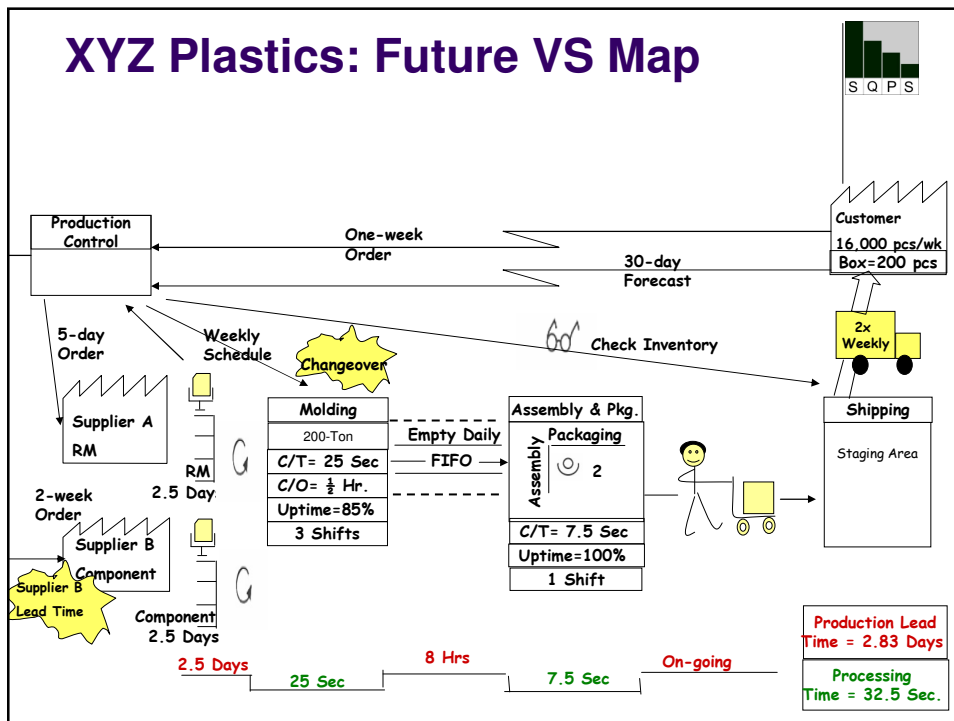 XYZ Plastics: Future VS Map
S Q P S
Production
Control
One-week
Order
30-day
Forecast
Customer
16,000 pcs/wk
Box=200 pcs
5-day
Order
Weekly
Schedule
Changeover
Check Inventory
2x
Weekly
Supplier A
RM
RM
2.5 Days
Molding
200-Ton
C/T= 25 Sec
C/O= ½ Hr.
Uptime=85%
3 Shifts
Empty Daily
FIFO
Assembly & Pkg.
Packaging
Assembly
2
C/T= 7.5 Sec
Uptime=100%
1 Shift
Shipping
Staging Area
2-week
Order
Supplier B
Component
Supplier B
Lead Time
Component
2.5 Days
2.5 Days
25 Sec
8 Hrs
7.5 Sec
On-going
Production Lead
Time = 2.83 Days
Processing
Time = 32.5 Sec.